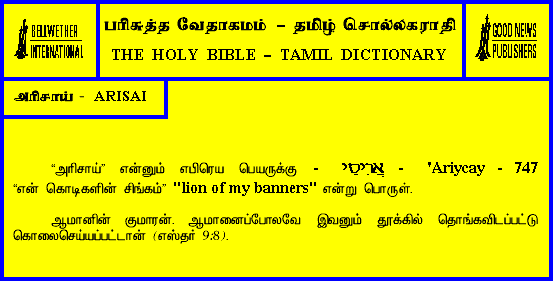 BELLWETHER
INTERNATIONAL
பரிசுத்த வேதாகமம் – தமிழ் சொல்லகராதி
THE HOLY BIBLE – TAMIL DICTIONARY
GOOD NEWS
PUBLISHERS
அரிசாய் - ARISAI
“அரிசாய்” என்னும் எபிரெய பெயருக்கு - אֲרִיסַי - 'Ariycay - 747
“என் கொடிகளின் சிங்கம்” "lion of my banners" என்று பொருள்.
ஆமானின் குமாரன். ஆமானைப்போலவே இவனும் தூக்கில் தொங்கவிடப்பட்டு
கொலைசெய்யப்பட்டான் (எஸ்தர் 9:8).